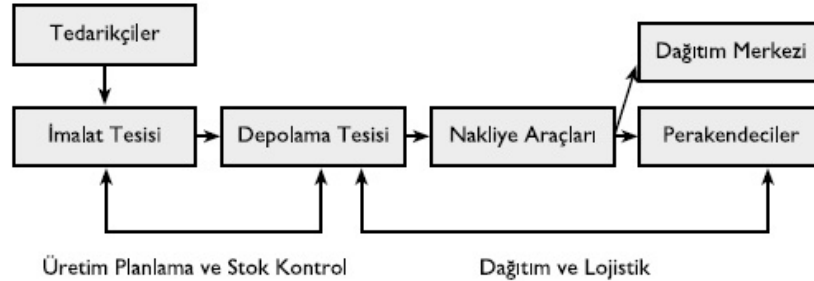 Tedarikçiler
Dağıtım Merkezi
İmalat Tesisi
Depolama Tesisi
Nakliye Araçları
Perakendeciler
Üretim Planlama ve Stok Kontrol
Dağıtım ve Lojistik